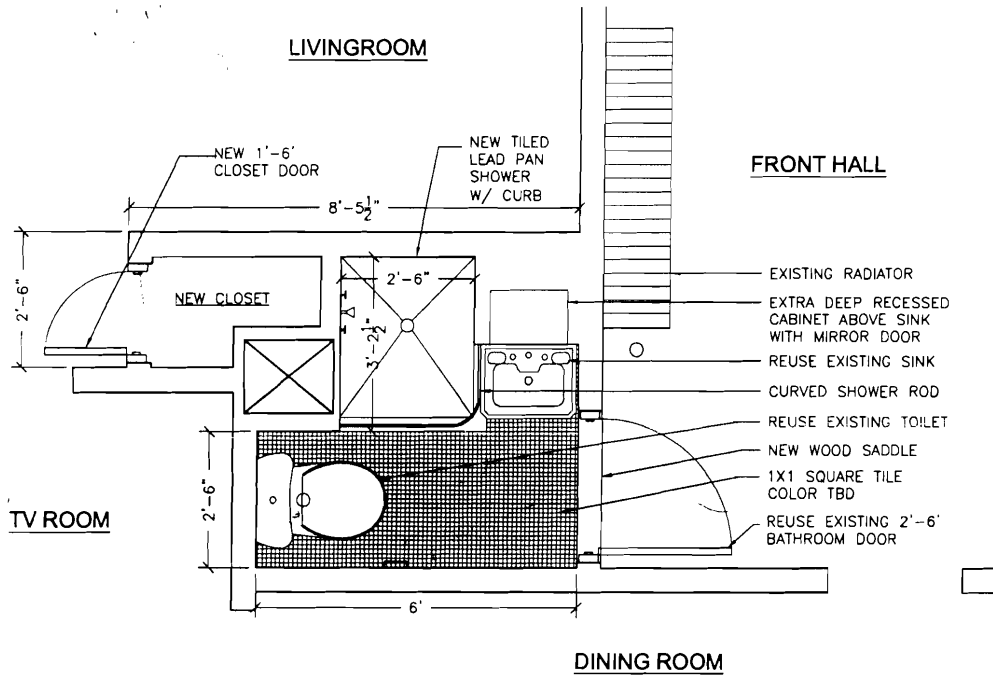 LIVINGROOM
NEW 1'-6'
CLOSET DOOR
NEW TILED
LEAD PAN
SHOWER
W/ CURB
FRONT HALL
8'-5½"
2'-6"
NEW CLOSET
2'-6"
3'-2½"
EXISTING RADIATOR
EXTRA DEEP RECESSED
CABINET ABOVE SINK
WITH MIRROR DOOR
REUSE EXISTING SINK
CURVED SHOWER ROD
REUSE EXISTING TOILET
NEW WOOD SADDLE
1X1 SQUARE TILE
COLOR TBD
REUSE EXISTING 2'-6'
BATHROOM DOOR
2'-6"
TV ROOM
6'
DINING ROOM